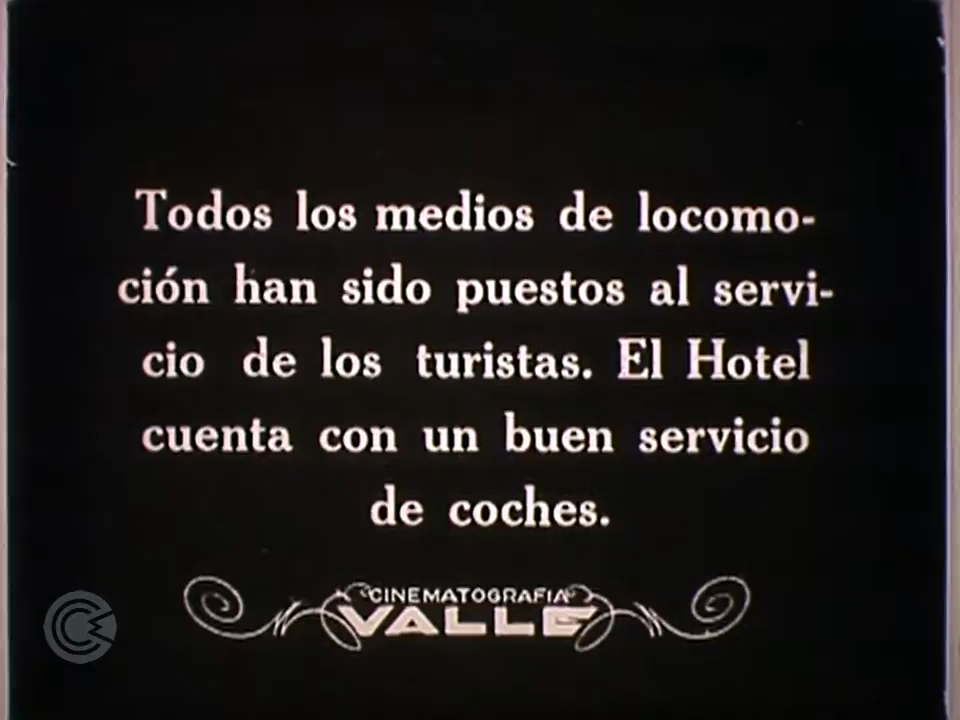 Todos los medios de locomo-
ción han sido puestos al servi-
cio de los turistas. El Hotel
cuenta con un buen servicio
de coches.
CINEMATOGRAFIA
VALLE